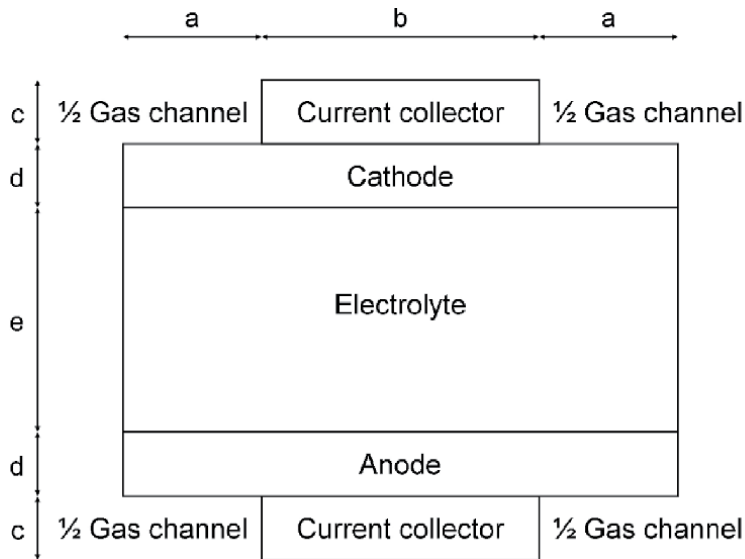 a b a
c ½ Gas channel Current collector ½ Gas channel
d Cathode
e Electrolyte
d Anode
c ½ Gas channel Current collector ½ Gas channel